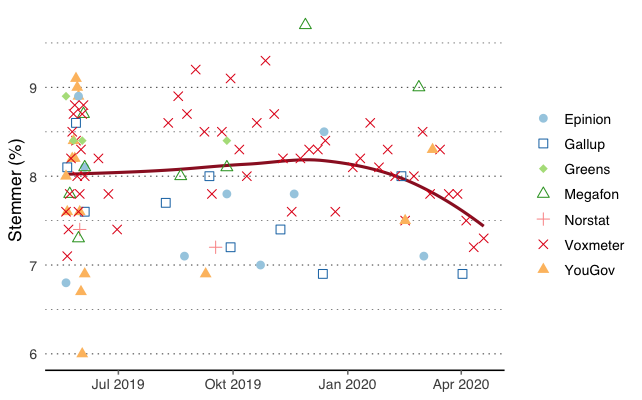 Stemmer (%)
9
8
7
6
Jul 2019
Okt 2019
Jan 2020
Apr 2020
Epinion
Gallup
Greens
Megafon
Norstat
Voxmeter
YouGov